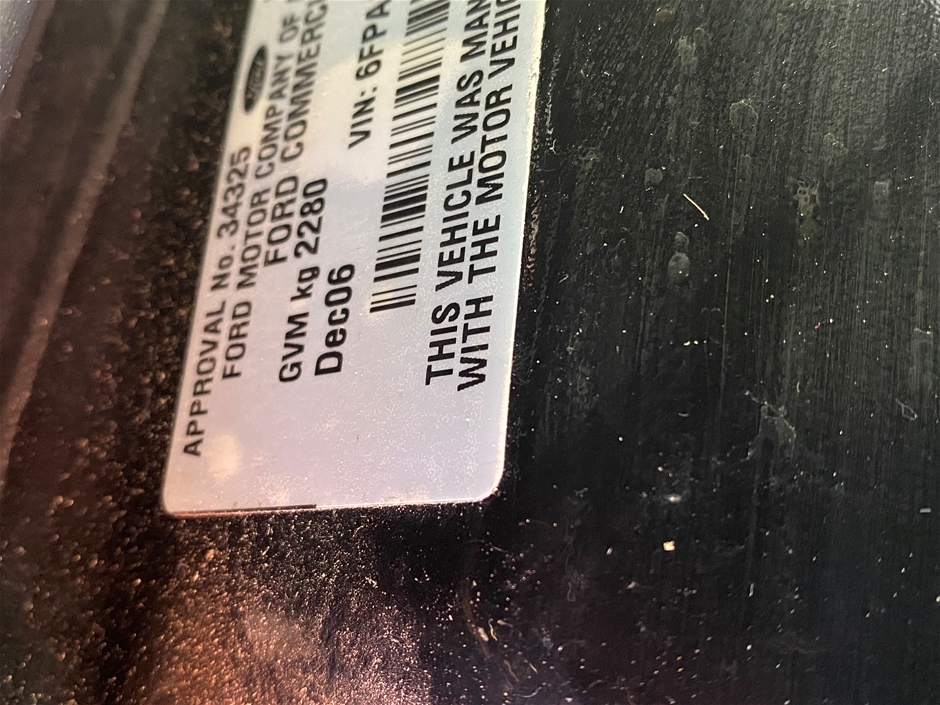 APPROVAL No. 34325
Ford
FORD MOTOR COMPANY OF
FORD COMMERC
GVM kg 2280
Dec06
VIN: 6FPA
THIS VEHICLE WAS MAN
WITH THE MOTOR VEHIC